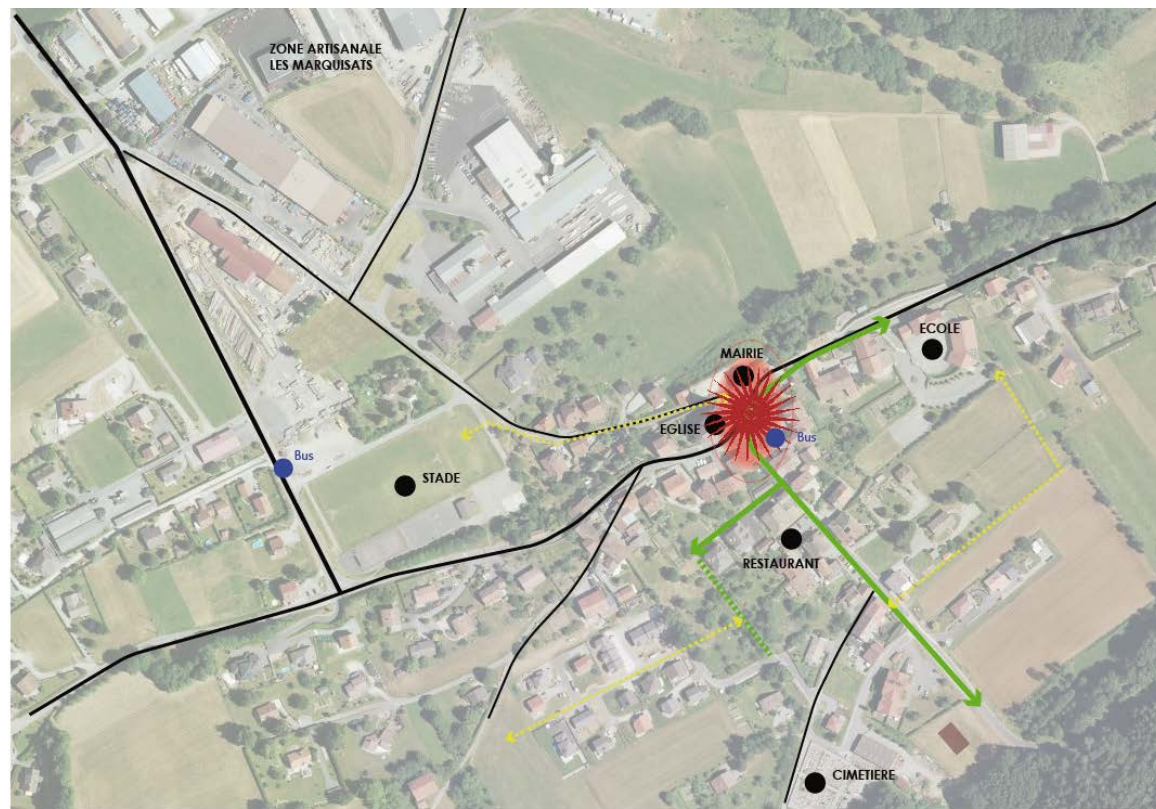 ZONE ARTISANALE
LES MARQUISATS
ECOLE
MAIRIE
EGLISE
Bus
Bus
STADE
RESTAURANT
CIMETIERE